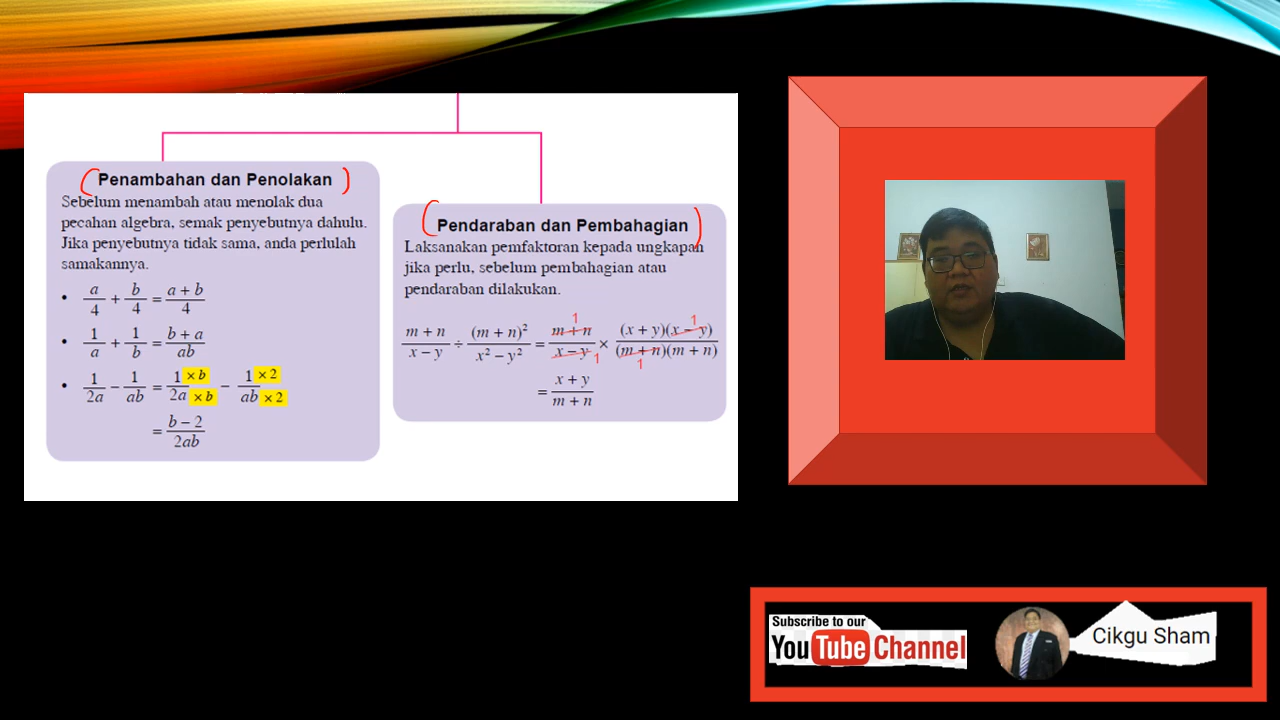 Penambahan dan Penolakan
Sebelum menambah atau menolak dua
pecahan algebra, semak penyebutnya dahulu.
Jika penyebutnya tidak sama, anda perlulah
samakannya.
• a/4 + b/4 = (a + b)/4
• 1/a + 1/b = (b + a)/ab
• 1/2a − 1/ab = (1 × b)/(2a × b) − (1 × 2)/(ab × 2)
= (b − 2)/2ab
Pendaraban dan Pembahagian
Laksanakan pemfaktoran kepada ungkapan
jika perlu, sebelum pembahagian atau
pendaraban dilakukan.
(m + n)/(x − y) ÷ (m + n)²/(x² − y²) = (m + n)/(x − y) × (x + y)(x − y)/(m + n)(m + n)
1 1 1 1
= (x + y)/(m + n)
Subscribe to our
YouTube Channel
Cikgu Sham